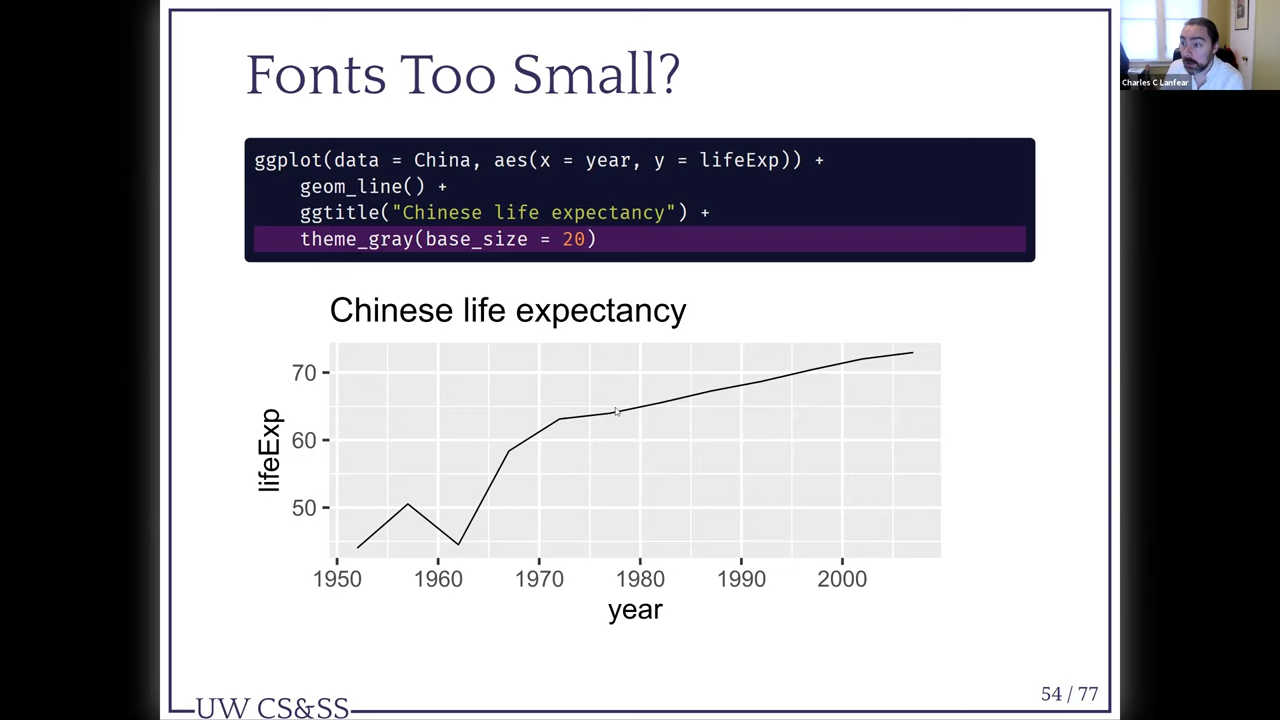 Fonts Too Small?
Charles C Lanfear
ggplot(data = China, aes(x = year, y = lifeExp)) +
geom_line() +
ggtitle("Chinese life expectancy") +
theme_gray(base_size = 20)
Chinese life expectancy
70
60
50
lifeExp
1950 1960 1970 1980 1990 2000
year
54 / 77
UW CS&SS